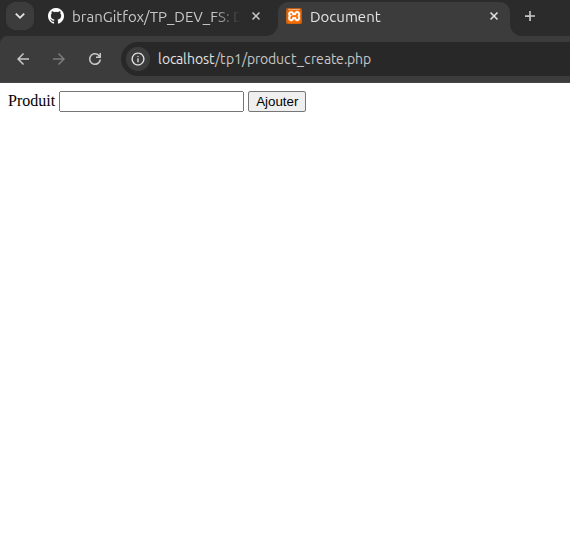 branGitfox/TP_DEV_FS: D
Document
localhost/tp1/product_create.php
Produit
Ajouter